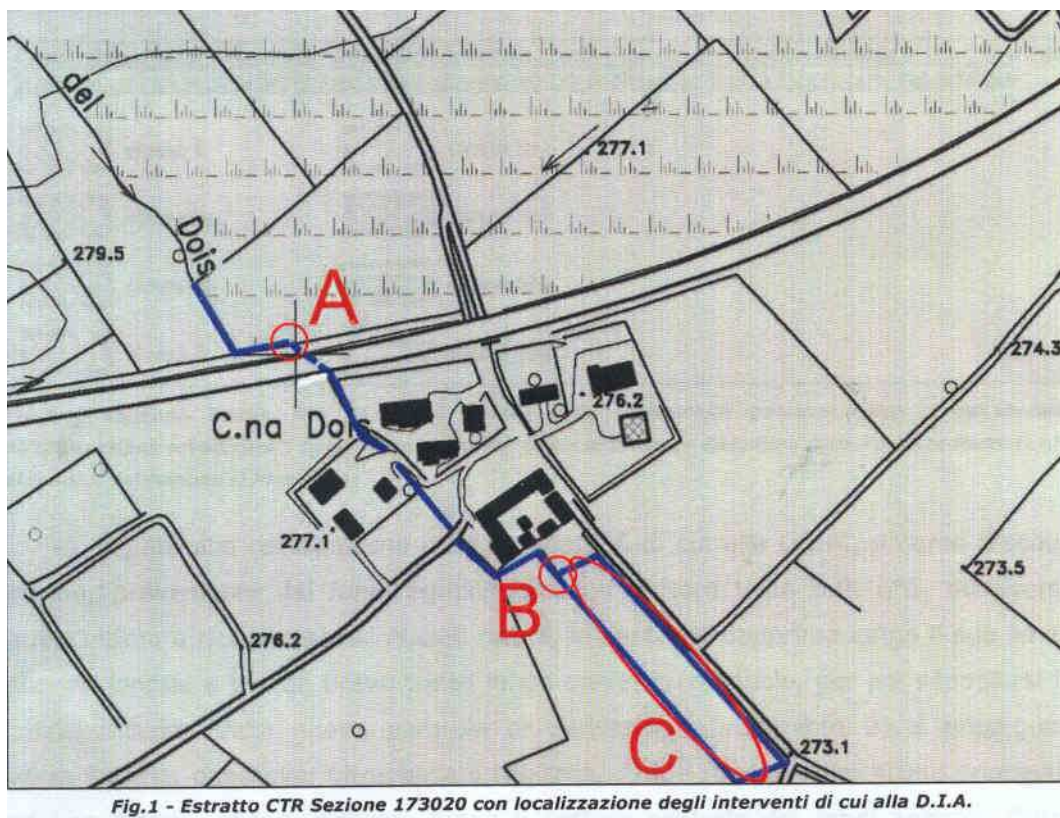 del
Dois
277.1
279.5
A
274.3
276.2
C.na Dois
277.1
B
273.5
276.2
C
273.1
Fig.1 - Estratto CTR Sezione 173020 con localizzazione degli interventi di cui alla D.I.A.